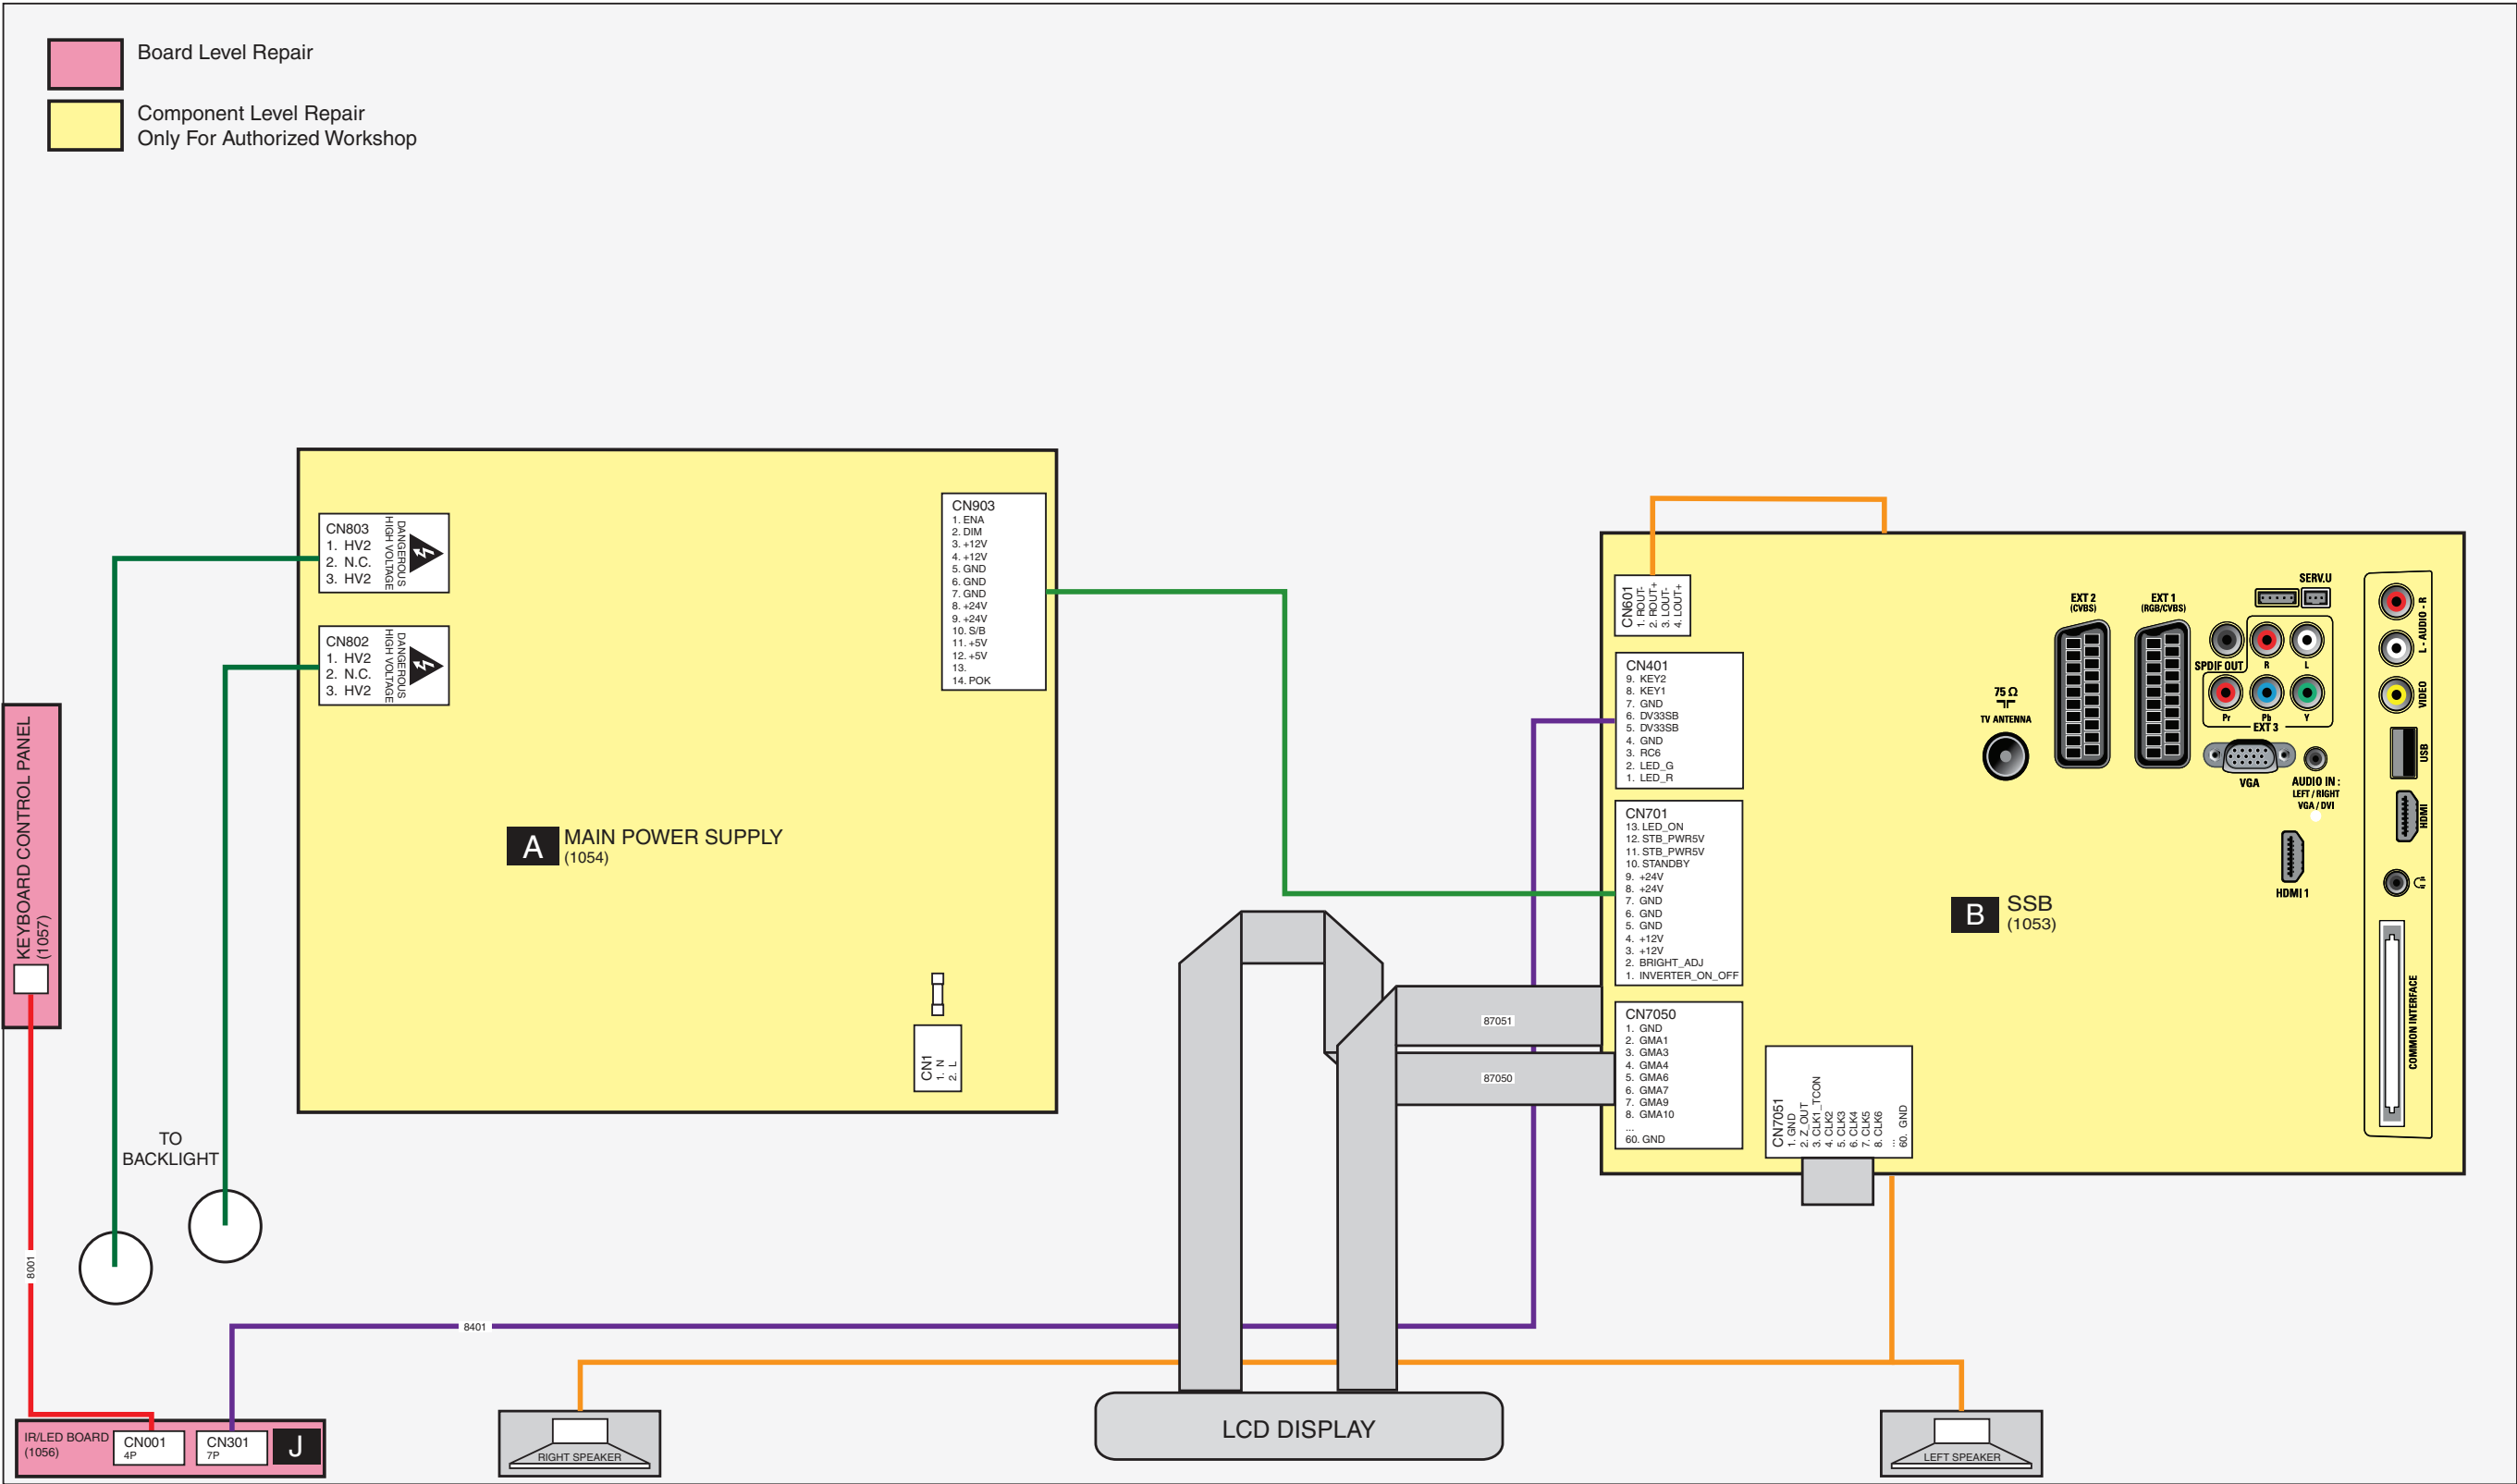 Board Level Repair
Component Level Repair
Only For Authorized Workshop
CN803
1. HV2
2. N.C.
3. HV2
DANGEROUS
HIGH VOLTAGE
CN802
1. HV2
2. N.C.
3. HV2
DANGEROUS
HIGH VOLTAGE
CN903
1. ENA
2. DIM
3. +12V
4. +12V
5. GND
6. GND
7. GND
8. +24V
9. +24V
10. S/B
11. +5V
12. +5V
13.
14. POK
A MAIN POWER SUPPLY
(1054)
CN1
1. N
2. L
KEYBOARD CONTROL PANEL
(1057)
8001
TO
BACKLIGHT
8401
IR/LED BOARD
(1056)
CN001
4P
CN301
7P
J
RIGHT SPEAKER
LCD DISPLAY
LEFT SPEAKER
87051
87050
CN601
1. ROUT-
2. ROUT+
3. LOUT-
4. LOUT+
CN401
9. KEY2
8. KEY1
7. GND
6. DV33SB
5. DV33SB
4. GND
3. RC6
2. LED_G
1. LED_R
CN701
13. LED_ON
12. STB_PWR5V
11. STB_PWR5V
10. STANDBY
9. +24V
8. +24V
7. GND
6. GND
5. GND
4. +12V
3. +12V
2. BRIGHT_ADJ
1. INVERTER_ON_OFF
CN7050
1. GND
2. GMA1
3. GMA3
4. GMA4
5. GMA6
6. GMA7
7. GMA9
8. GMA10
...
60. GND
CN7051
1. GND
2. Z_OUT
3. CLK1_TCON
4. CLK2
5. CLK3
6. CLK4
7. CLK5
8. CLK6
...
60. GND
B SSB
(1053)
75 Ω
TV ANTENNA
EXT 2
(CVBS)
EXT 1
(RGB/CVBS)
SERV.U
SPDIF OUT
R
L
Pr
Pb
Y
EXT 3
VGA
AUDIO IN :
LEFT / RIGHT
VGA / DVI
HDMI 1
L - AUDIO - R
VIDEO
USB
HDMI
COMMON INTERFACE